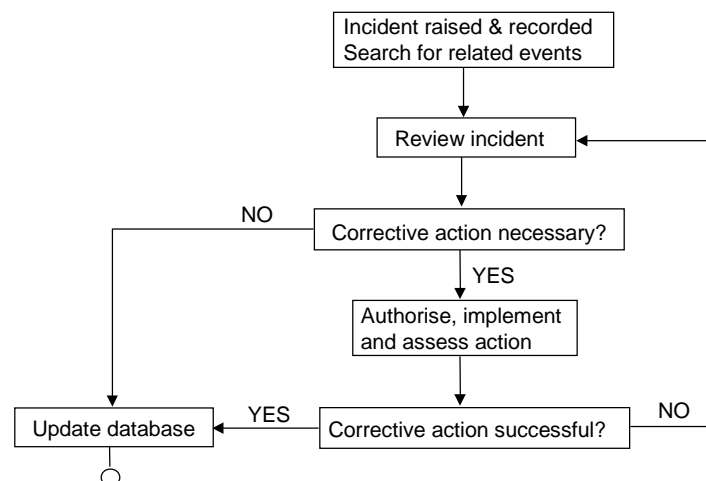 Incident raised & recorded
Search for related events
Review incident
NO
Corrective action necessary?
YES
Authorise, implement
and assess action
Update database
YES
Corrective action successful?
NO